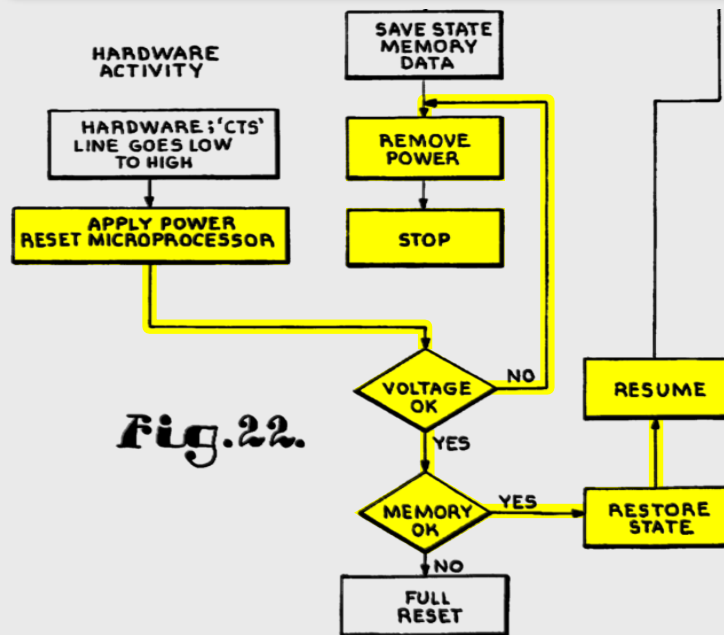 SAVE STATE
MEMORY
DATA
HARDWARE
ACTIVITY
HARDWARE;'CTS'
LINE GOES LOW
TO HIGH
REMOVE
POWER
APPLY POWER
RESET MICROPROCESSOR
STOP
VOLTAGE
OK
NO
RESUME
Fig.22.
YES
MEMORY
OK
YES
RESTORE
STATE
NO
FULL
RESET